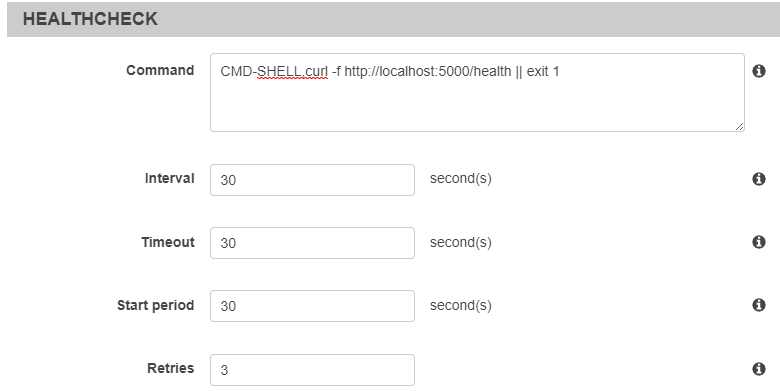 HEALTHCHECK
Command CMD-SHELL,curl -f http://localhost:5000/health || exit 1
Interval 30 second(s)
Timeout 30 second(s)
Start period 30 second(s)
Retries 3